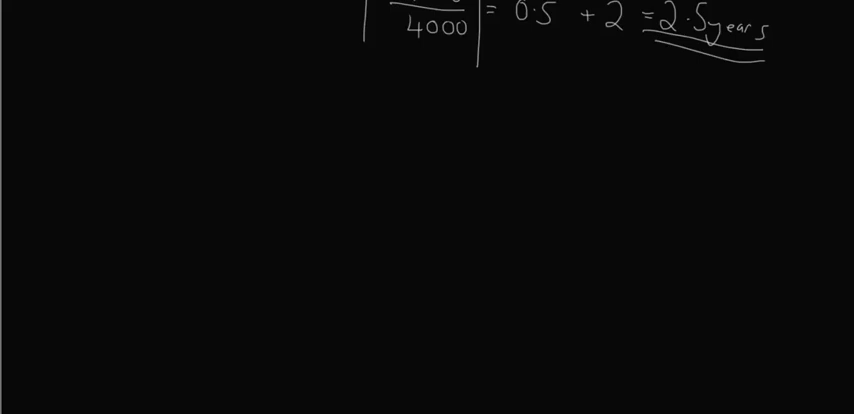 = 0.5 + 2 = 2.5 years
4000